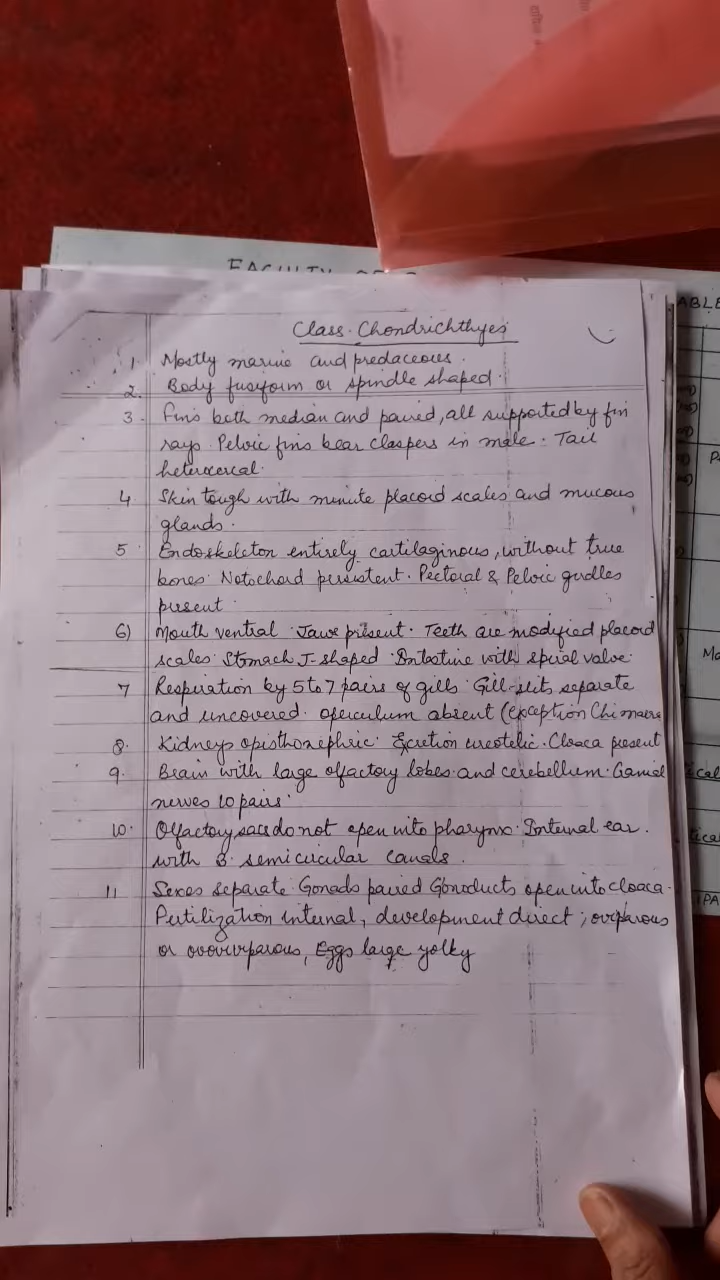 FACULTY
ABLE
Class. Chondrichthyes
1. Mostly marine and predaceous.
2. Body fusiform or spindle shaped.
3. Fins both median and paired, all supported by fin
rays. Pelvic fins bear claspers in male. Tail
heterocercal.
4 Skin tough with minute placoid scales and mucous
glands.
5. Endoskeleton entirely cartilaginous, without true
bones. Notochord persistent. Pectoral & Pelvic girdles
present.
6) Mouth ventral. Jaws present. Teeth are modified placoid
scales. Stomach J-shaped. Intestine with spiral valve.
7 Respiration by 5 to 7 pairs of gills. Gill-slits separate
and uncovered. operculum absent (exception Chimaera
8. Kidneys opisthonephric. Excretion ureotelic. Cloaca present
9. Brain with large olfactory lobes and cerebellum. Cranial
nerves 10 pairs.
10. Olfactory sacs do not open into pharynx. Internal ear.
with 3 semicircular canals.
11 Sexes separate. Gonads paired Gonoducts open into cloaca.
Fertilization internal, development direct; oviparous
or ovoviviparous, Eggs large yolky